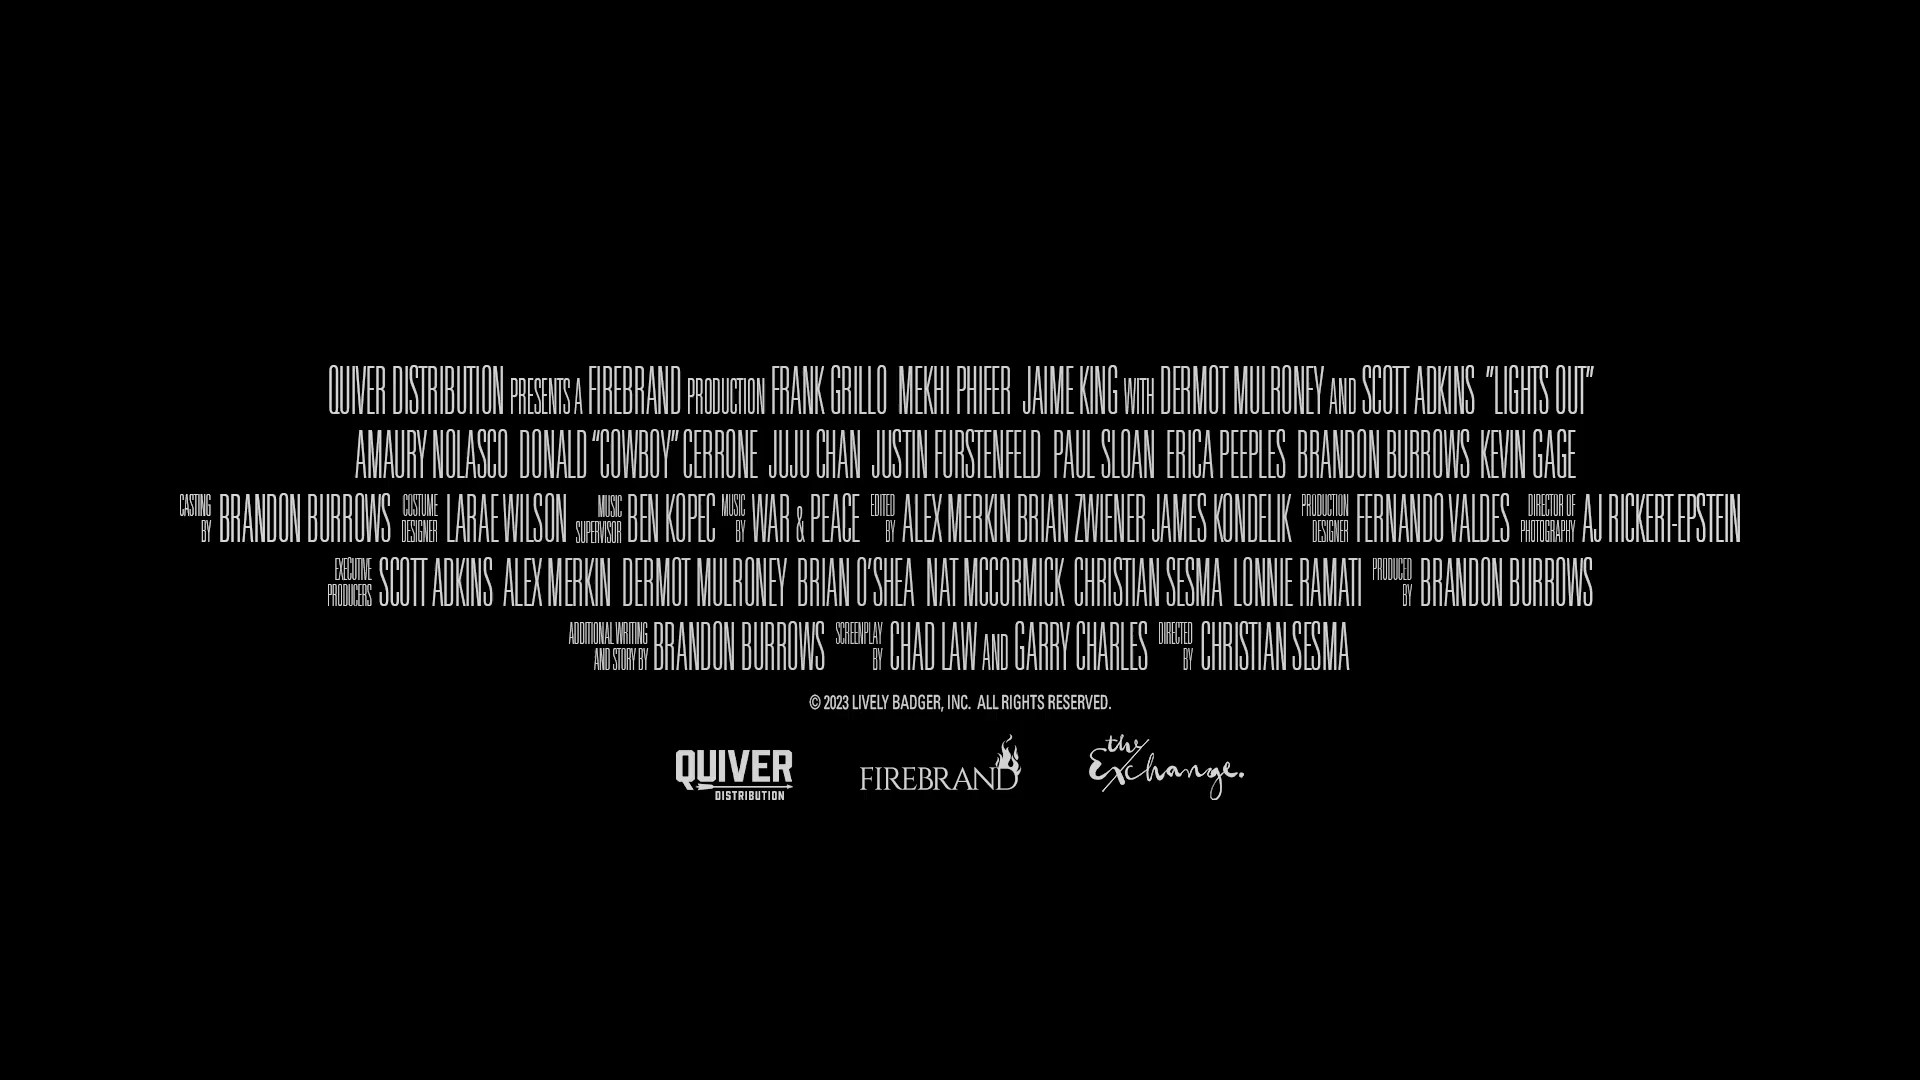 QUIVER DISTRIBUTION PRESENTS A FIREBRAND PRODUCTION FRANK GRILLO MEKHI PHIFER JAIME KING WITH DERMOT MULRONEY AND SCOTT ADKINS ”LIGHTS OUT”
AMAURY NOLASCO DONALD “COWBOY” CERRONE JUJU CHAN JUSTIN FURSTENFELD PAUL SLOAN ERICA PEEPLES BRANDON BURROWS KEVIN GAGE
CASTING BY BRANDON BURROWS COSTUME DESIGNER LARAE WILSON MUSIC SUPERVISOR BEN KOPEC MUSIC BY WAR & PEACE EDITED BY ALEX MERKIN BRIAN ZWIENER JAMES KONDELIK PRODUCTION DESIGNER FERNANDO VALDES DIRECTOR OF PHOTOGRAPHY AJ RICKERT-EPSTEIN
EXECUTIVE PRODUCERS SCOTT ADKINS ALEX MERKIN DERMOT MULRONEY BRIAN O’SHEA NAT MCCORMICK CHRISTIAN SESMA LONNIE RAMATI PRODUCED BY BRANDON BURROWS
ADDITIONAL WRITING AND STORY BY BRANDON BURROWS SCREENPLAY BY CHAD LAW AND GARRY CHARLES DIRECTED BY CHRISTIAN SESMA
© 2023 LIVELY BADGER, INC. ALL RIGHTS RESERVED.
QUIVER DISTRIBUTION
FIREBRAND
the Exchange.